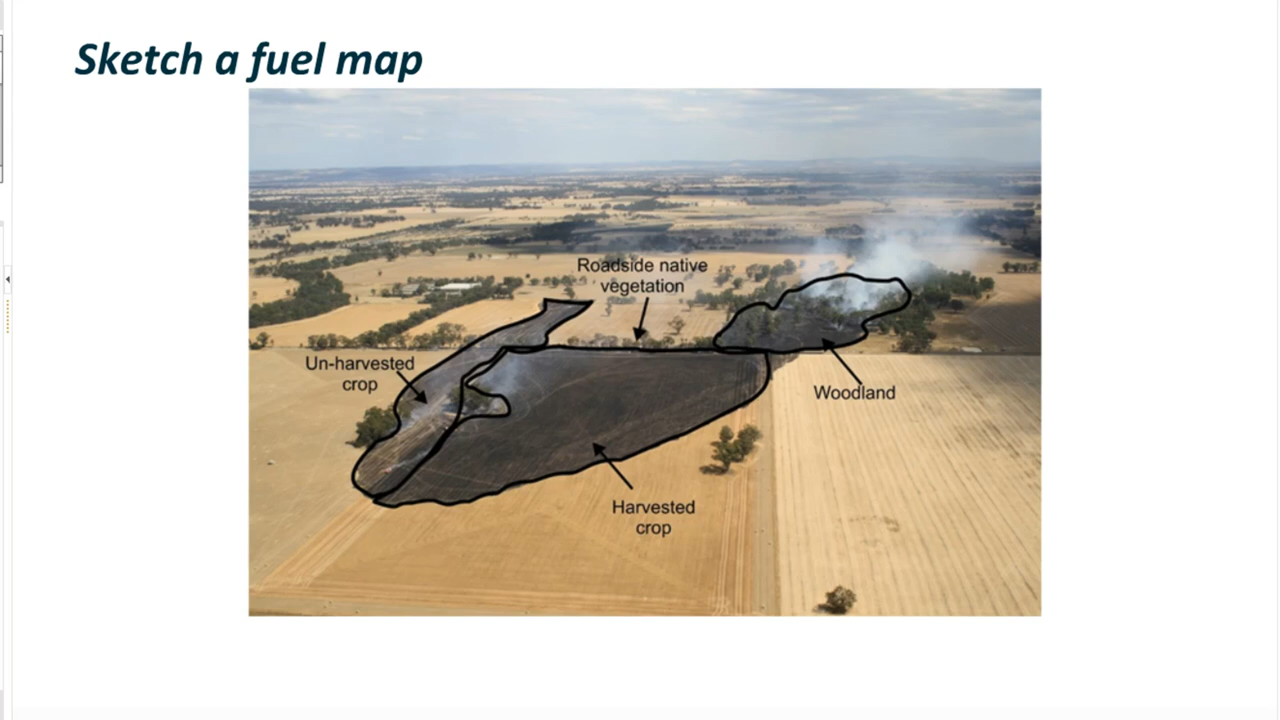 Sketch a fuel map
Roadside native
vegetation
Un-harvested
crop
Woodland
Harvested
crop